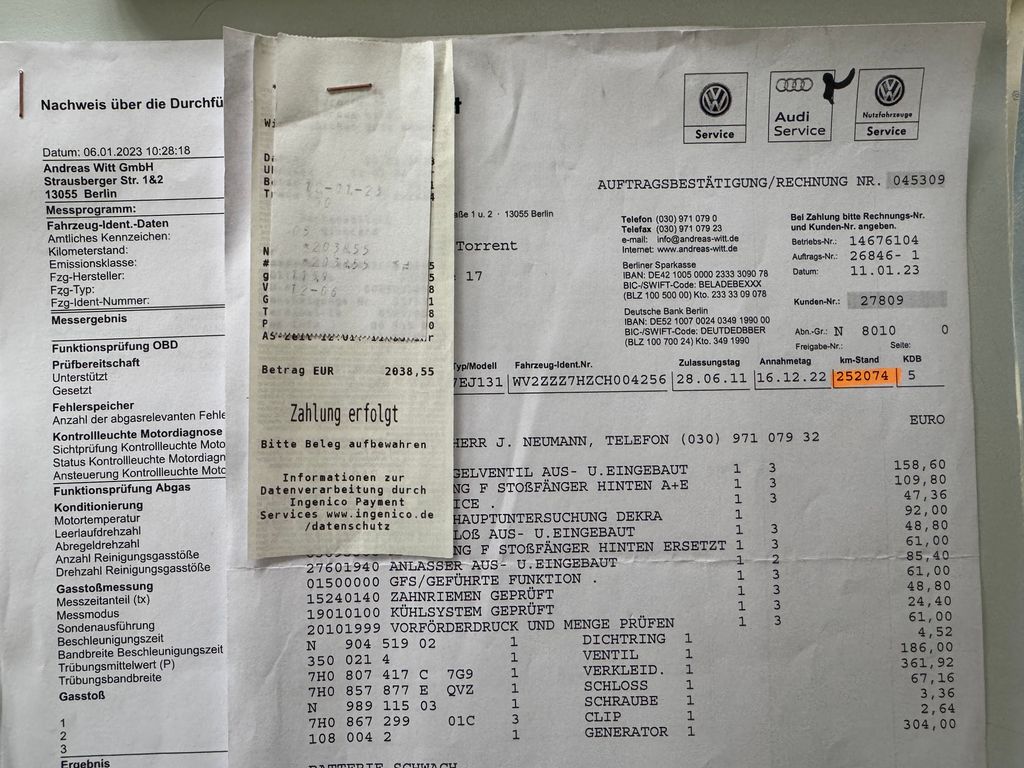 Nachweis über die Durchfü
Datum: 06.01.2023 10:28:18
Andreas Witt GmbH
Strausberger Str. 1&2
13055 Berlin
Messprogramm:
Fahrzeug-Ident.-Daten
Amtliches Kennzeichen:
Kilometerstand:
Emissionsklasse:
Fzg-Hersteller:
Fzg-Typ:
Fzg-Ident-Nummer:
Messergebnis
Funktionsprüfung OBD
Prüfbereitschaft
Unterstützt
Gesetzt
Fehlerspeicher
Anzahl der abgasrelevanten Fehle
Kontrollleuchte Motordiagnose
Sichtprüfung Kontrollleuchte Moto
Status Kontrollleuchte Motordiagn
Ansteuerung Kontrollleuchte Motc
Funktionsprüfung Abgas
Konditionierung
Motortemperatur
Leerlaufdrehzahl
Abregeldrehzahl
Anzahl Reinigungsgasstöße
Drehzahl Reinigungsgasstöße
Gasstoßmessung
Messzeitanteil (tx)
Messmodus
Sondenausführung
Beschleunigungszeit
Bandbreite Beschleunigungszeit
Trübungsmittelwert (P)
Trübungsbandbreite
Gasstoß
1
2
3
Ergebnis
Betrag EUR 2038,55
Zahlung erfolgt
Bitte Beleg aufbewahren
Informationen zur
Datenverarbeitung durch
Ingenico Payment
Services www.ingenico.de
/datenschutz
Service
Audi
Service
Nutzfahrzeuge
Service
AUFTRAGSBESTÄTIGUNG/RECHNUNG NR. 045309
aße 1 u. 2 · 13055 Berlin
Torrent
17
Telefon (030) 971 079 0
Telefax (030) 971 079 23
e-mail: info@andreas-witt.de
Internet: www.andreas-witt.de
Berliner Sparkasse
IBAN: DE42 1005 0000 2333 3090 78
BIC-/SWIFT-Code: BELADEBEXXX
(BLZ 100 500 00) Kto. 233 33 09 078
Deutsche Bank Berlin
IBAN: DE52 1007 0024 0349 1990 00
BIC-/SWIFT-Code: DEUTDEDBBER
(BLZ 100 700 24) Kto. 349 1990
Bei Zahlung bitte Rechnungs-Nr.
und Kunden-Nr. angeben.
Betriebs-Nr.: 14676104
Auftrags-Nr.: 26846- 1
Datum: 11.01.23
Kunden-Nr.: 27809
Abn.-Gr.: N 8010 0
Freigabe-Nr.: Seite:
Typ/Modell Fahrzeug-Ident.Nr. Zulassungstag Annahmetag km-Stand KDB
7EJ131 WV2ZZZ7HZCH004256 28.06.11 16.12.22 252074 5
EURO
HERR J. NEUMANN, TELEFON (030) 971 079 32
GELVENTIL AUS- U.EINGEBAUT 1 3 158,60
NG F STOßFÄNGER HINTEN A+E 1 3 109,80
ICE . 1 3 47,36
HAUPTUNTERSUCHUNG DEKRA 1 92,00
LOß AUS- U.EINGEBAUT 1 3 48,80
NG F STOßFÄNGER HINTEN ERSETZT 1 3 61,00
27601940 ANLASSER AUS- U.EINGEBAUT 1 2 85,40
01500000 GFS/GEFÜHRTE FUNKTION . 1 3 61,00
15240140 ZAHNRIEMEN GEPRÜFT 1 3 48,80
19010100 KÜHLSYSTEM GEPRÜFT 1 3 24,40
20101999 VORFÖRDERDRUCK UND MENGE PRÜFEN 1 3 61,00
N 904 519 02 1 DICHTRING 1 4,52
350 021 4 1 VENTIL 1 186,00
7H0 807 417 C 7G9 1 VERKLEID. 1 361,92
7H0 857 877 E QVZ 1 SCHLOSS 1 67,16
N 989 115 03 1 SCHRAUBE 1 3,36
7H0 867 299 01C 3 CLIP 1 2,64
108 004 2 1 GENERATOR 1 304,00
BATTERIE SCHWACH